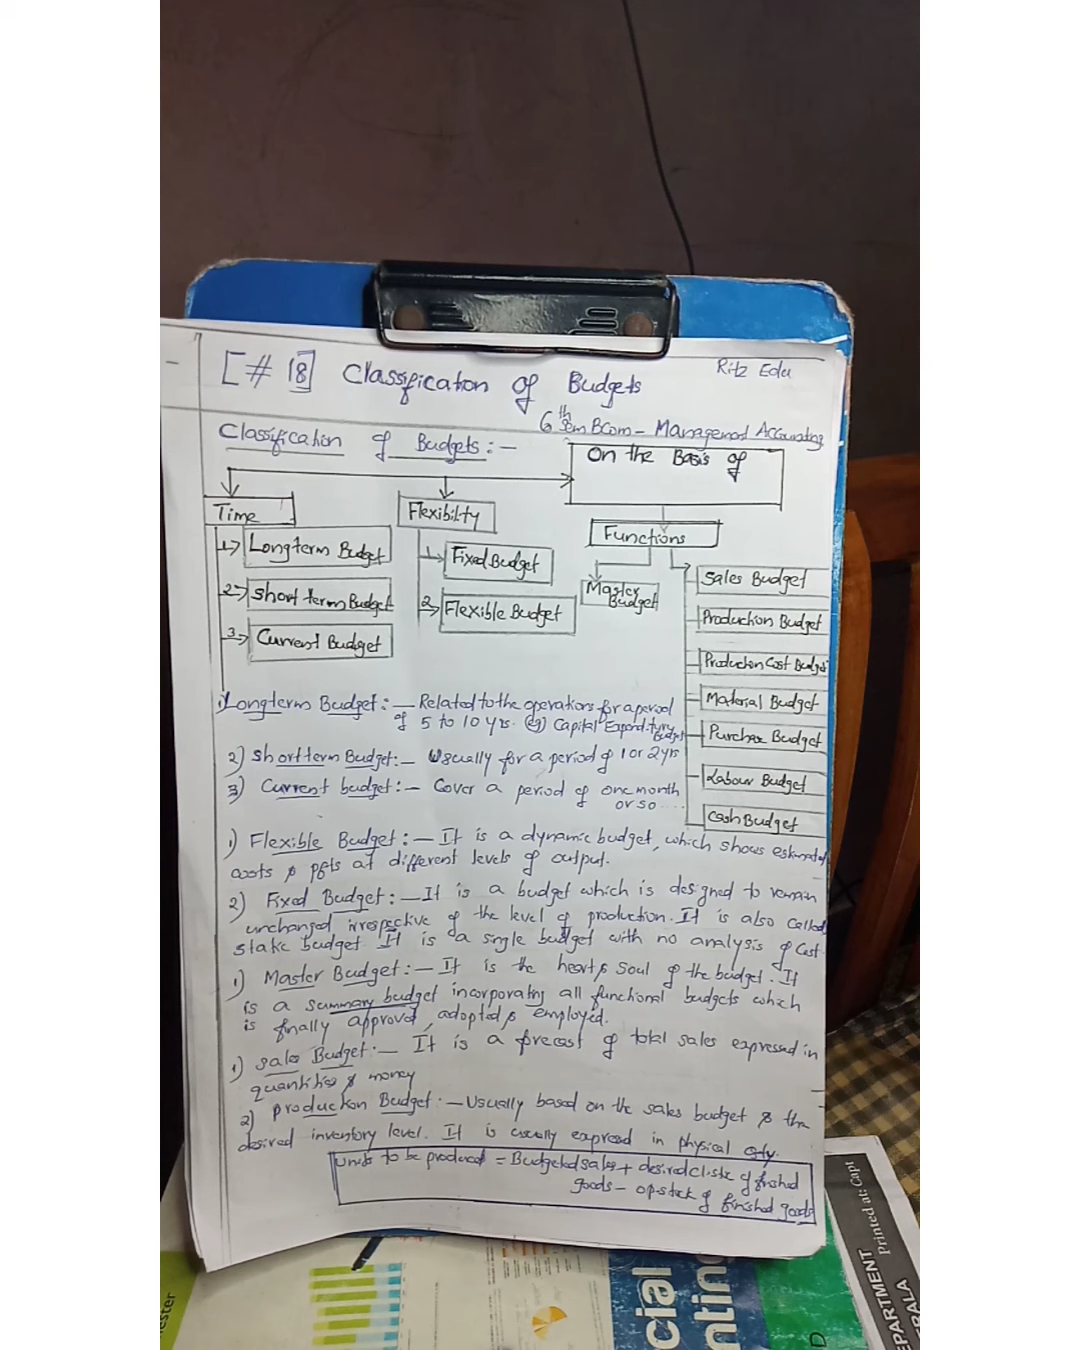 [# 18] Classification of Budgets
Ritz Edu
6th Sem BCom - Management Accounting
Classification of Budgets :-
On the Basis of
Time
Flexibility
Functions
1 Longterm Budget
2 Short term Budget
3 Current Budget
1 Fixed Budget
2 Flexible Budget
Master
Budget
Sales Budget
Production Budget
Production Cost Budget
Material Budget
Purchase Budget
Labour Budget
Cash Budget
1) Longterm Budget :- Related to the operations for a period
of 5 to 10 yrs. eg) Capital Expenditure
Budget
2) Short term Budget :- Usually for a period of 1 or 2 yrs
3) Current budget :- Cover a period of one month
or so ....
1) Flexible Budget :- It is a dynamic budget, which shows estimated
costs & pfts at different levels of output.
2) Fixed Budget :- It is a budget which is designed to remain
unchanged irrespective of the level of production. It is also called
static budget It is a single budget with no analysis of Cost.
1) Master Budget :- It is the heart & soul of the budget. It
is a summary budget incorporating all functional budgets which
is finally approved, adopted & employed.
1) Sales Budget :- It is a forecast of total sales expressed in
quantities & money
2) production Budget :- Usually based on the sales budget & the
desired inventory level. It is usually expressed in physical qty.
Units to be produced = Budgeted sales + desired cl.stk of finished
goods - op.stock of finished goods
cial
nting
PARTMENT
Printed at: Capt
RALA